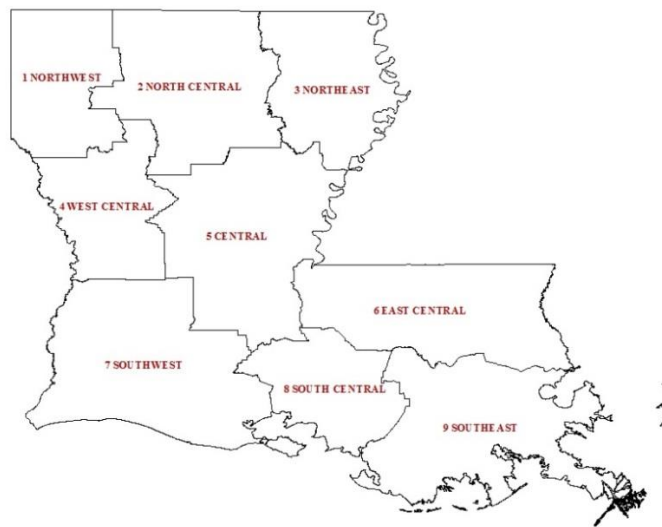 1 NORTHWEST
2 NORTH CENTRAL
3 NORTHEAST
4 WEST CENTRAL
5 CENTRAL
6 EAST CENTRAL
7 SOUTHWEST
8 SOUTH CENTRAL
9 SOUTHEAST